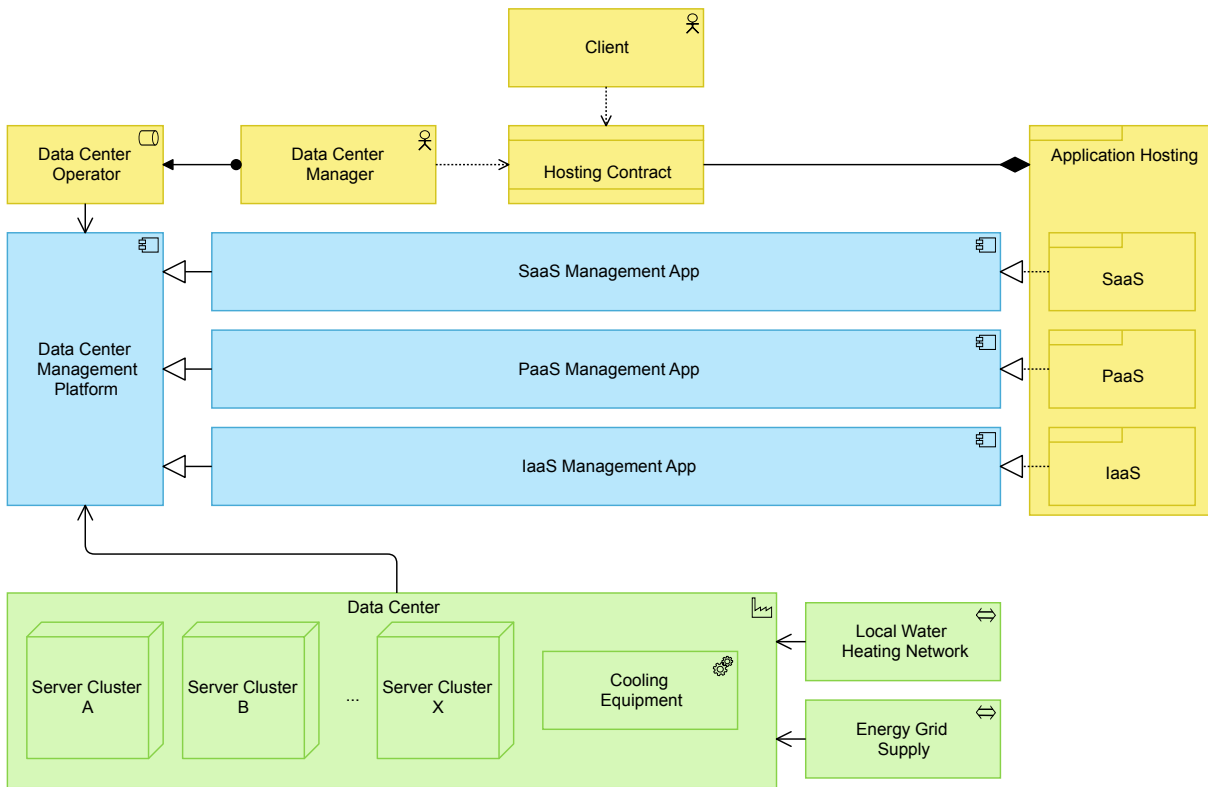 Client
Data Center
Operator
Data Center
Manager
Hosting Contract
Application Hosting
SaaS Management App
SaaS
Data Center
Management
Platform
PaaS Management App
PaaS
IaaS Management App
IaaS
Data Center
Server Cluster
A
Server Cluster
B
...
Server Cluster
X
Cooling
Equipment
Local Water
Heating Network
Energy Grid
Supply